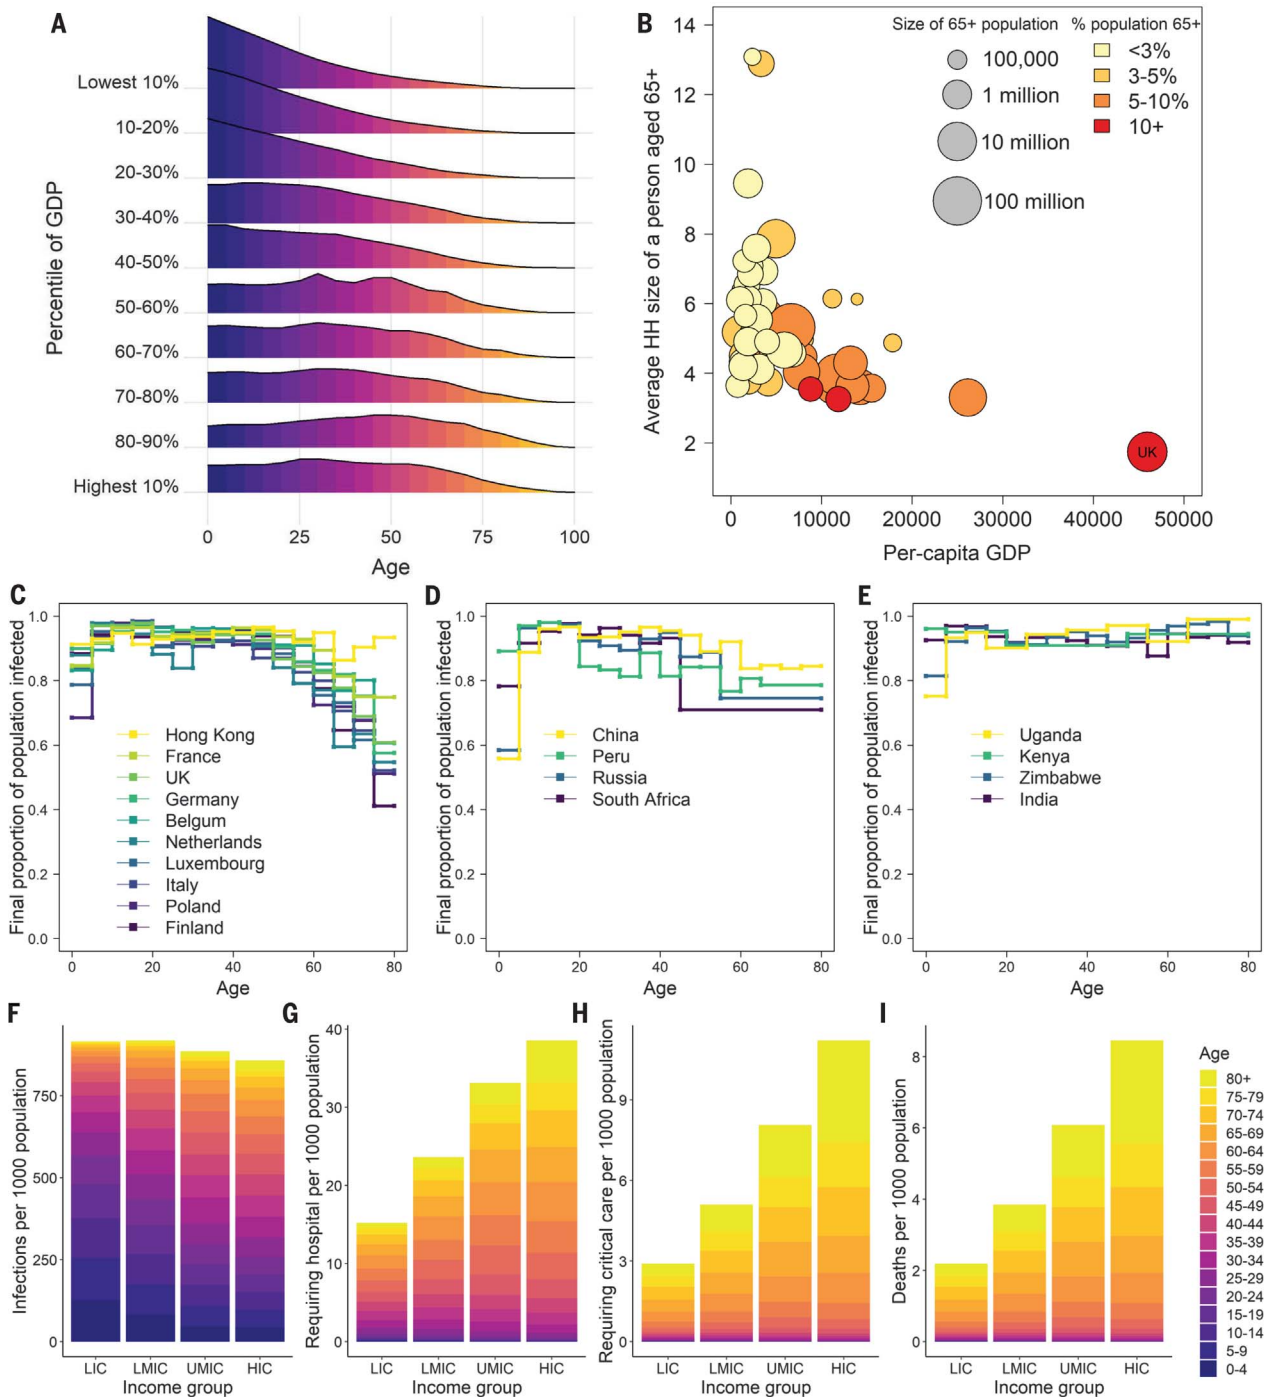 A
Percentile of GDP
Lowest 10%
10-20%
20-30%
30-40%
40-50%
50-60%
60-70%
70-80%
80-90%
Highest 10%
0 25 50 75 100
Age
B
Average HH size of a person aged 65+
14
12
10
8
6
4
2
Size of 65+ population
100,000
1 million
10 million
100 million
% population 65+
<3%
3-5%
5-10%
10+
UK
0 10000 20000 30000 40000 50000
Per-capita GDP
C
Final proportion of population infected
1.0
0.8
0.6
0.4
0.2
0.0
Hong Kong
France
UK
Germany
Belgum
Netherlands
Luxembourg
Italy
Poland
Finland
0 20 40 60 80
Age
D
Final proportion of population infected
1.0
0.8
0.6
0.4
0.2
0.0
China
Peru
Russia
South Africa
0 20 40 60 80
Age
E
Final proportion of population infected
1.0
0.8
0.6
0.4
0.2
0.0
Uganda
Kenya
Zimbabwe
India
0 20 40 60 80
Age
F
Infections per 1000 population
750
500
250
0
LIC LMIC UMIC HIC
Income group
G
Requiring hospital per 1000 population
40
30
20
10
0
LIC LMIC UMIC HIC
Income group
H
Requiring critical care per 1000 population
9
6
3
0
LIC LMIC UMIC HIC
Income group
I
Deaths per 1000 population
8
6
4
2
0
LIC LMIC UMIC HIC
Income group
Age
80+
75-79
70-74
65-69
60-64
55-59
50-54
45-49
40-44
35-39
30-34
25-29
20-24
15-19
10-14
5-9
0-4